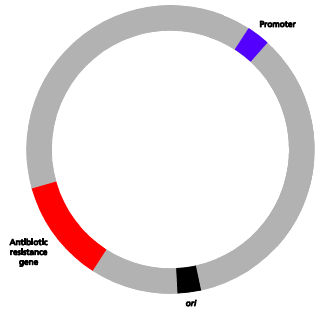 Promoter
Antibiotic
resistance
gene
ori